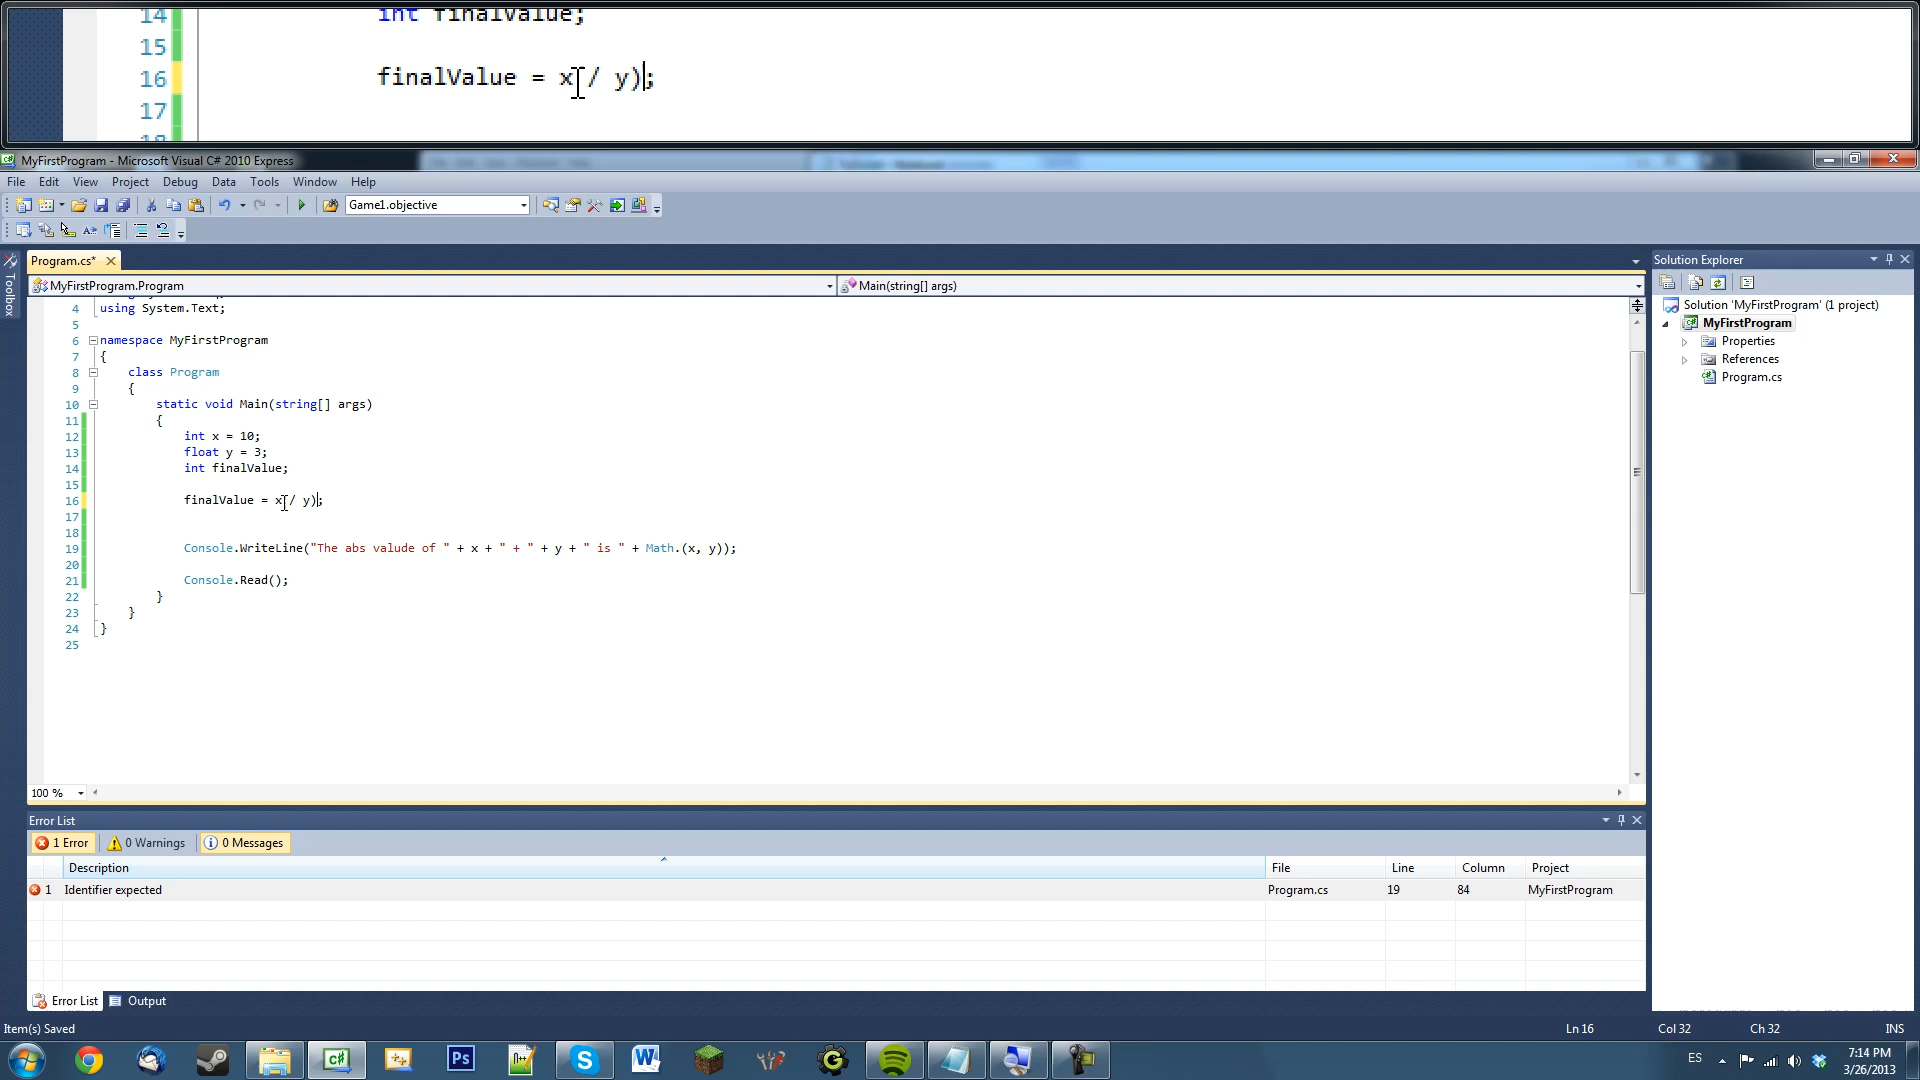 14 int finalValue;
15
16 finalValue = x / y);
17
MyFirstProgram - Microsoft Visual C# 2010 Express
File Edit View Project Debug Data Tools Window Help
Game1.objective
Toolbox
Program.cs*
MyFirstProgram.Program
Main(string[] args)
4 using System.Text;
5
6 namespace MyFirstProgram
7 {
8 class Program
9 {
10 static void Main(string[] args)
11 {
12 int x = 10;
13 float y = 3;
14 int finalValue;
15
16 finalValue = x / y);
17
18
19 Console.WriteLine("The abs valude of " + x + " + " + y + " is " + Math.(x, y));
20
21 Console.Read();
22 }
23 }
24 }
25
100 %
Solution Explorer
Solution 'MyFirstProgram' (1 project)
MyFirstProgram
Properties
References
Program.cs
Error List
1 Error 0 Warnings 0 Messages
Description File Line Column Project
1 Identifier expected Program.cs 19 84 MyFirstProgram
Error List Output
Item(s) Saved Ln 16 Col 32 Ch 32 INS
Ps
ES
7:14 PM
3/26/2013